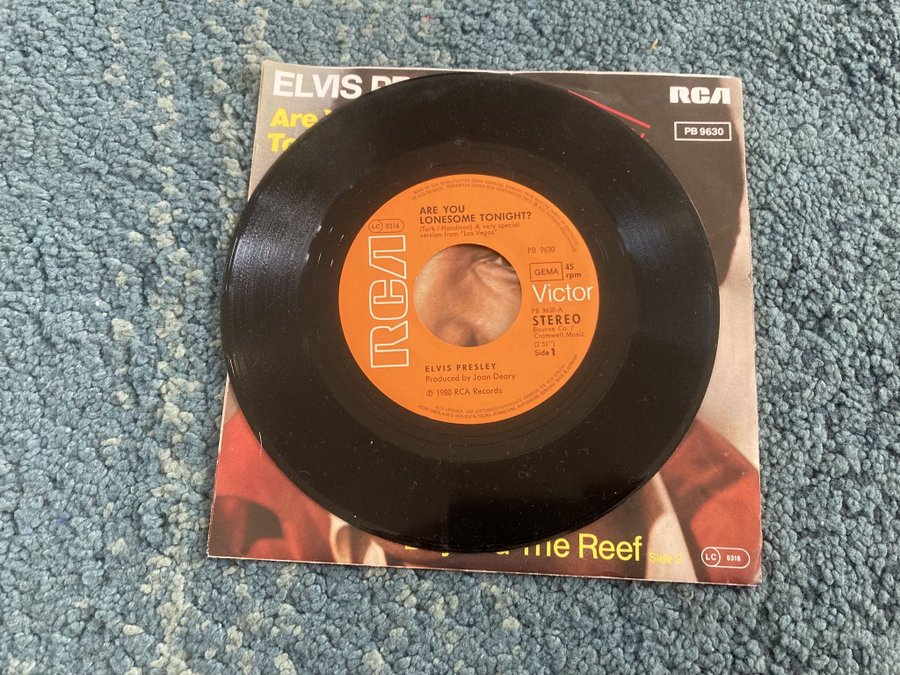 ELVIS PR
RCA
PB 9630
Are
To
ARE YOU
LONESOME TONIGHT?
(Turk / Handman) A very special
version from "Los Vegas"
LC 0316
PB 9630
RCA
GEMA
45
rpm
Victor
PB 9630-A
STEREO
Bourne Co. /
Cromwell Music
(2'51'')
Side 1
ELVIS PRESLEY
Produced by Joan Deary
℗ 1980 RCA Records
The Reef Side 2
LC 0316